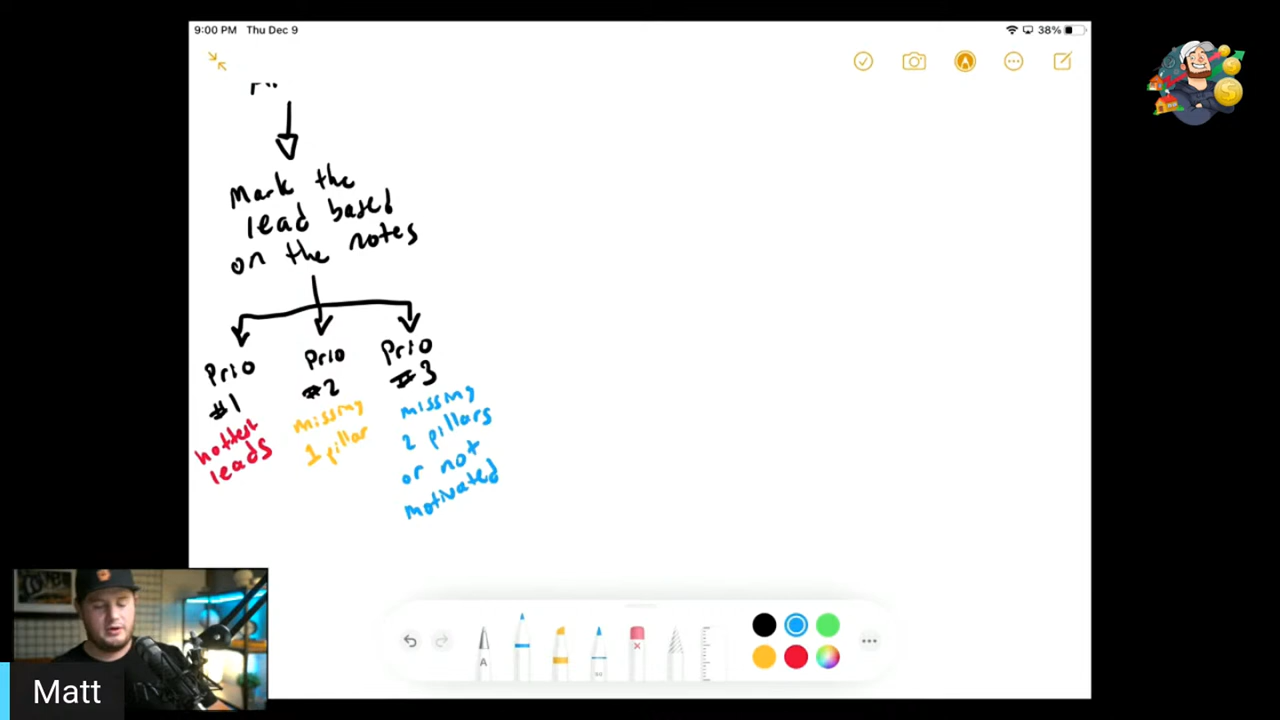 9:00 PM Thu Dec 9
38%
Mark the
lead based
on the notes
Prio
#1
hottest
leads
Prio
#2
missing
1 pillar
Prio
#3
missing
2 pillars
or not
motivated
A
Matt